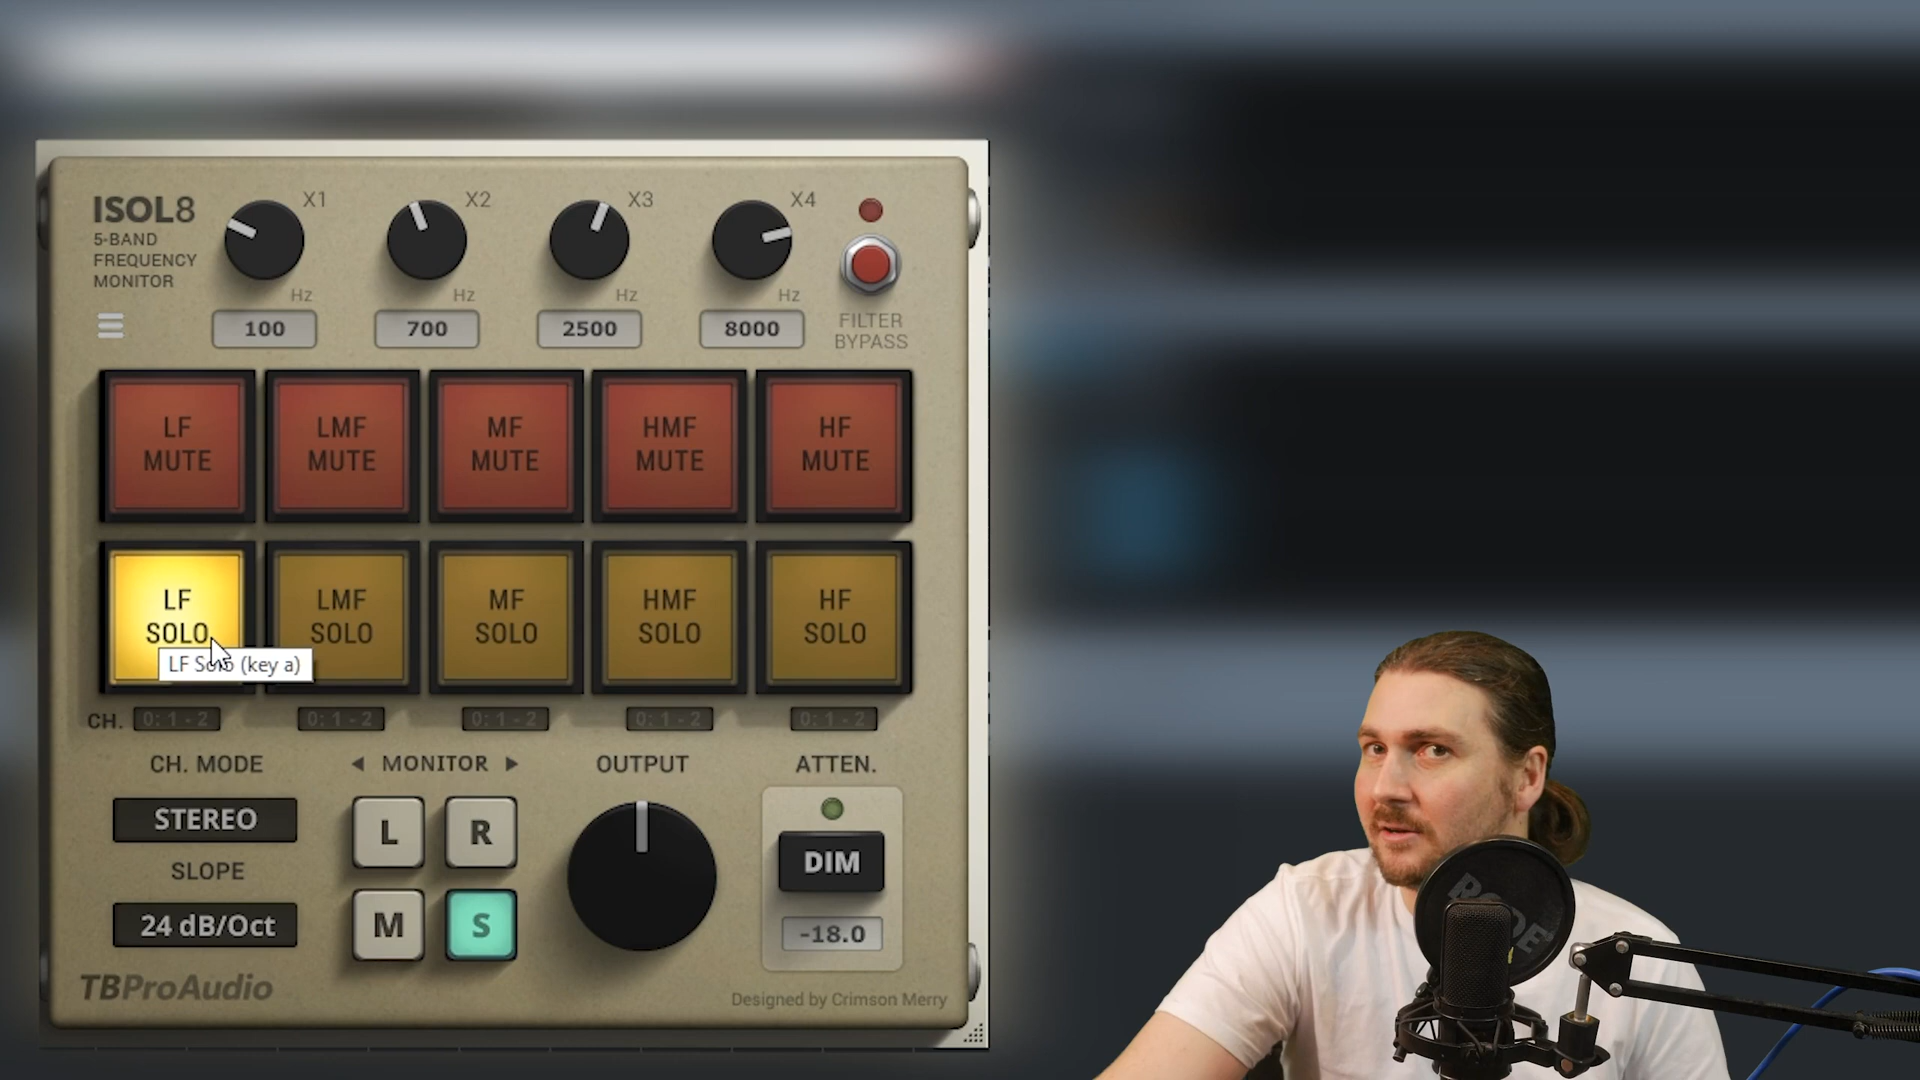 ISOL8
5-BAND
FREQUENCY
MONITOR
X1
X2
X3
X4
Hz
Hz
Hz
Hz
100
700
2500
8000
FILTER
BYPASS
LF
MUTE
LMF
MUTE
MF
MUTE
HMF
MUTE
HF
MUTE
LF
SOLO
LMF
SOLO
MF
SOLO
HMF
SOLO
HF
SOLO
LF Solo (key a)
CH.
0: 1 - 2
0: 1 - 2
0: 1 - 2
0: 1 - 2
0: 1 - 2
CH. MODE
STEREO
SLOPE
24 dB/Oct
MONITOR
L
R
M
S
OUTPUT
ATTEN.
DIM
-18.0
TBProAudio
Designed by Crimson Merry
RODE